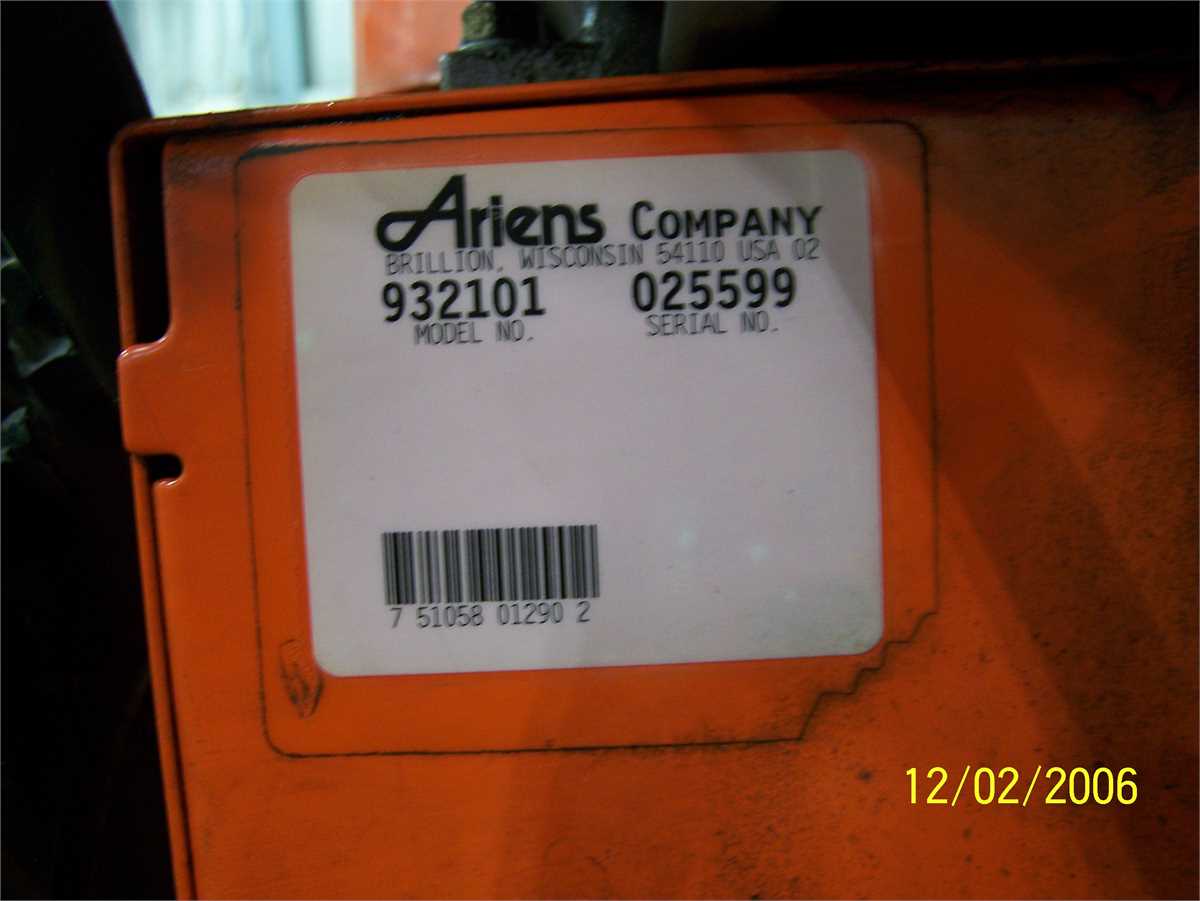 Ariens COMPANY
BRILLION, WISCONSIN 54110 USA 02
932101 025599
MODEL NO. SERIAL NO.
7 51058 01290 2
12/02/2006